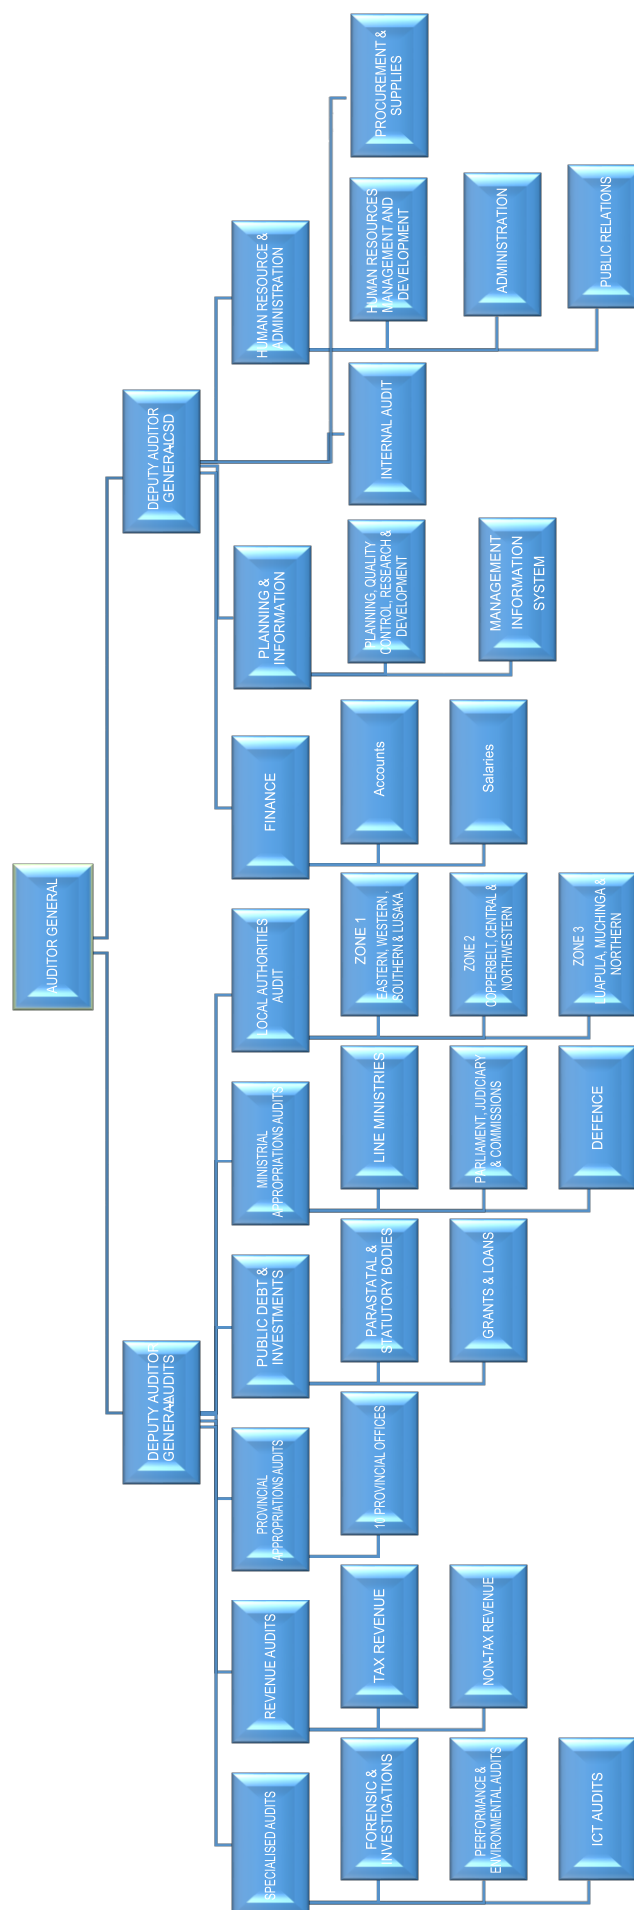 AUDITOR GENERAL
DEPUTY AUDITOR
GENERAL-AUDITS
DEPUTY AUDITOR
GENERAL-CSD
SPECIALISED AUDITS
REVENUE AUDITS
PROVINCIAL
APPROPRIATIONS AUDITS
PUBLIC DEBT &
INVESTMENTS
MINISTRIAL
APPROPRIATIONS AUDITS
LOCAL AUTHORITIES
AUDIT
FINANCE
PLANNING &
INFORMATION
HUMAN RESOURCE &
ADMINISTRATION
FORENSIC &
INVESTIGATIONS
TAX REVENUE
10 PROVINCIAL OFFICES
PARASTATAL &
STATUTORY BODIES
LINE MINISTRIES
ZONE 1
EASTERN, WESTERN,
SOUTHERN & LUSAKA
Accounts
PLANNING, QUALITY
CONTROL, RESEARCH &
DEVELOPMENT
INTERNAL AUDIT
HUMAN RESOURCES
MANAGEMENT AND
DEVELOPMENT
PROCUREMENT &
SUPPLIES
PERFORMANCE &
ENVIRONMENTAL AUDITS
NON-TAX REVENUE
GRANTS & LOANS
PARLIAMENT, JUDICIARY
& COMMISSIONS
ZONE 2
COPPERBELT, CENTRAL &
NORTHWESTERN
Salaries
MANAGEMENT
INFORMATION
SYSTEM
ADMINISTRATION
ICT AUDITS
DEFENCE
ZONE 3
LUAPULA, MUCHINGA &
NORTHERN
PUBLIC RELATIONS